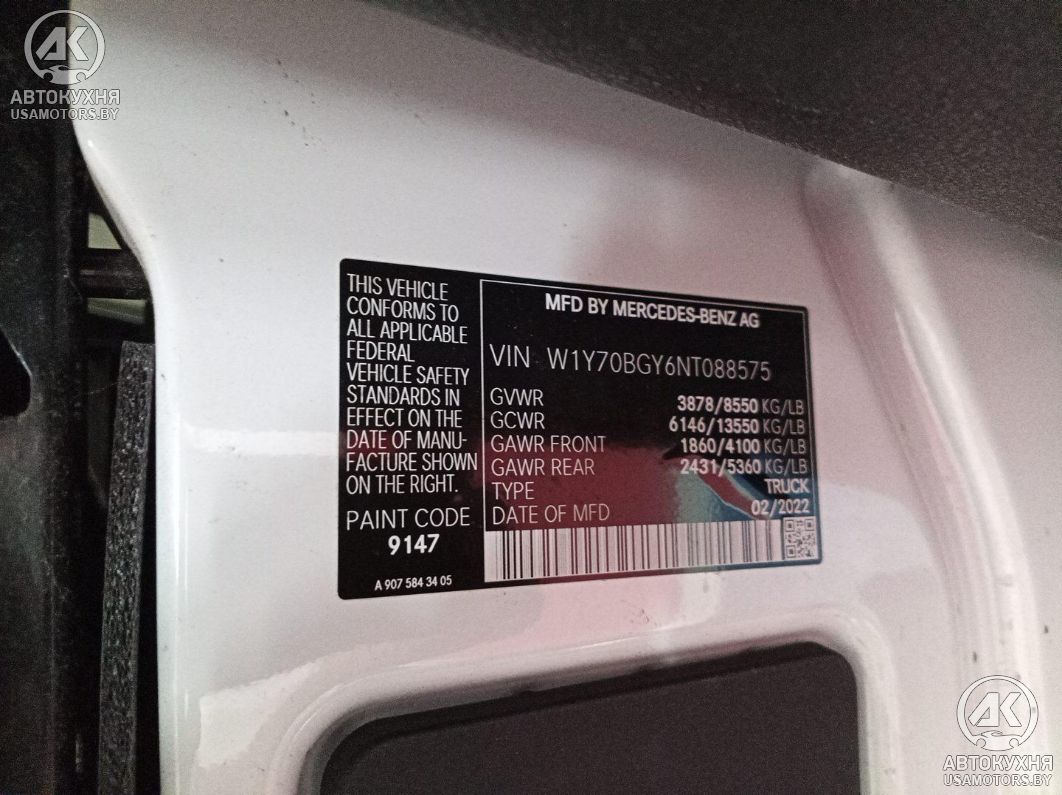 АК
АВТОКУХНЯ
USAMOTORS.BY
THIS VEHICLE
CONFORMS TO
ALL APPLICABLE
FEDERAL
VEHICLE SAFETY
STANDARDS IN
EFFECT ON THE
DATE OF MANU-
FACTURE SHOWN
ON THE RIGHT.
PAINT CODE
9147
A 907 584 34 05
MFD BY MERCEDES-BENZ AG
VIN W1Y70BGY6NT088575
GVWR 3878/8550 KG/LB
GCWR 6146/13550 KG/LB
GAWR FRONT 1860/4100 KG/LB
GAWR REAR 2431/5360 KG/LB
TYPE TRUCK
DATE OF MFD 02/2022
АК
АВТОКУХНЯ
USAMOTORS.BY